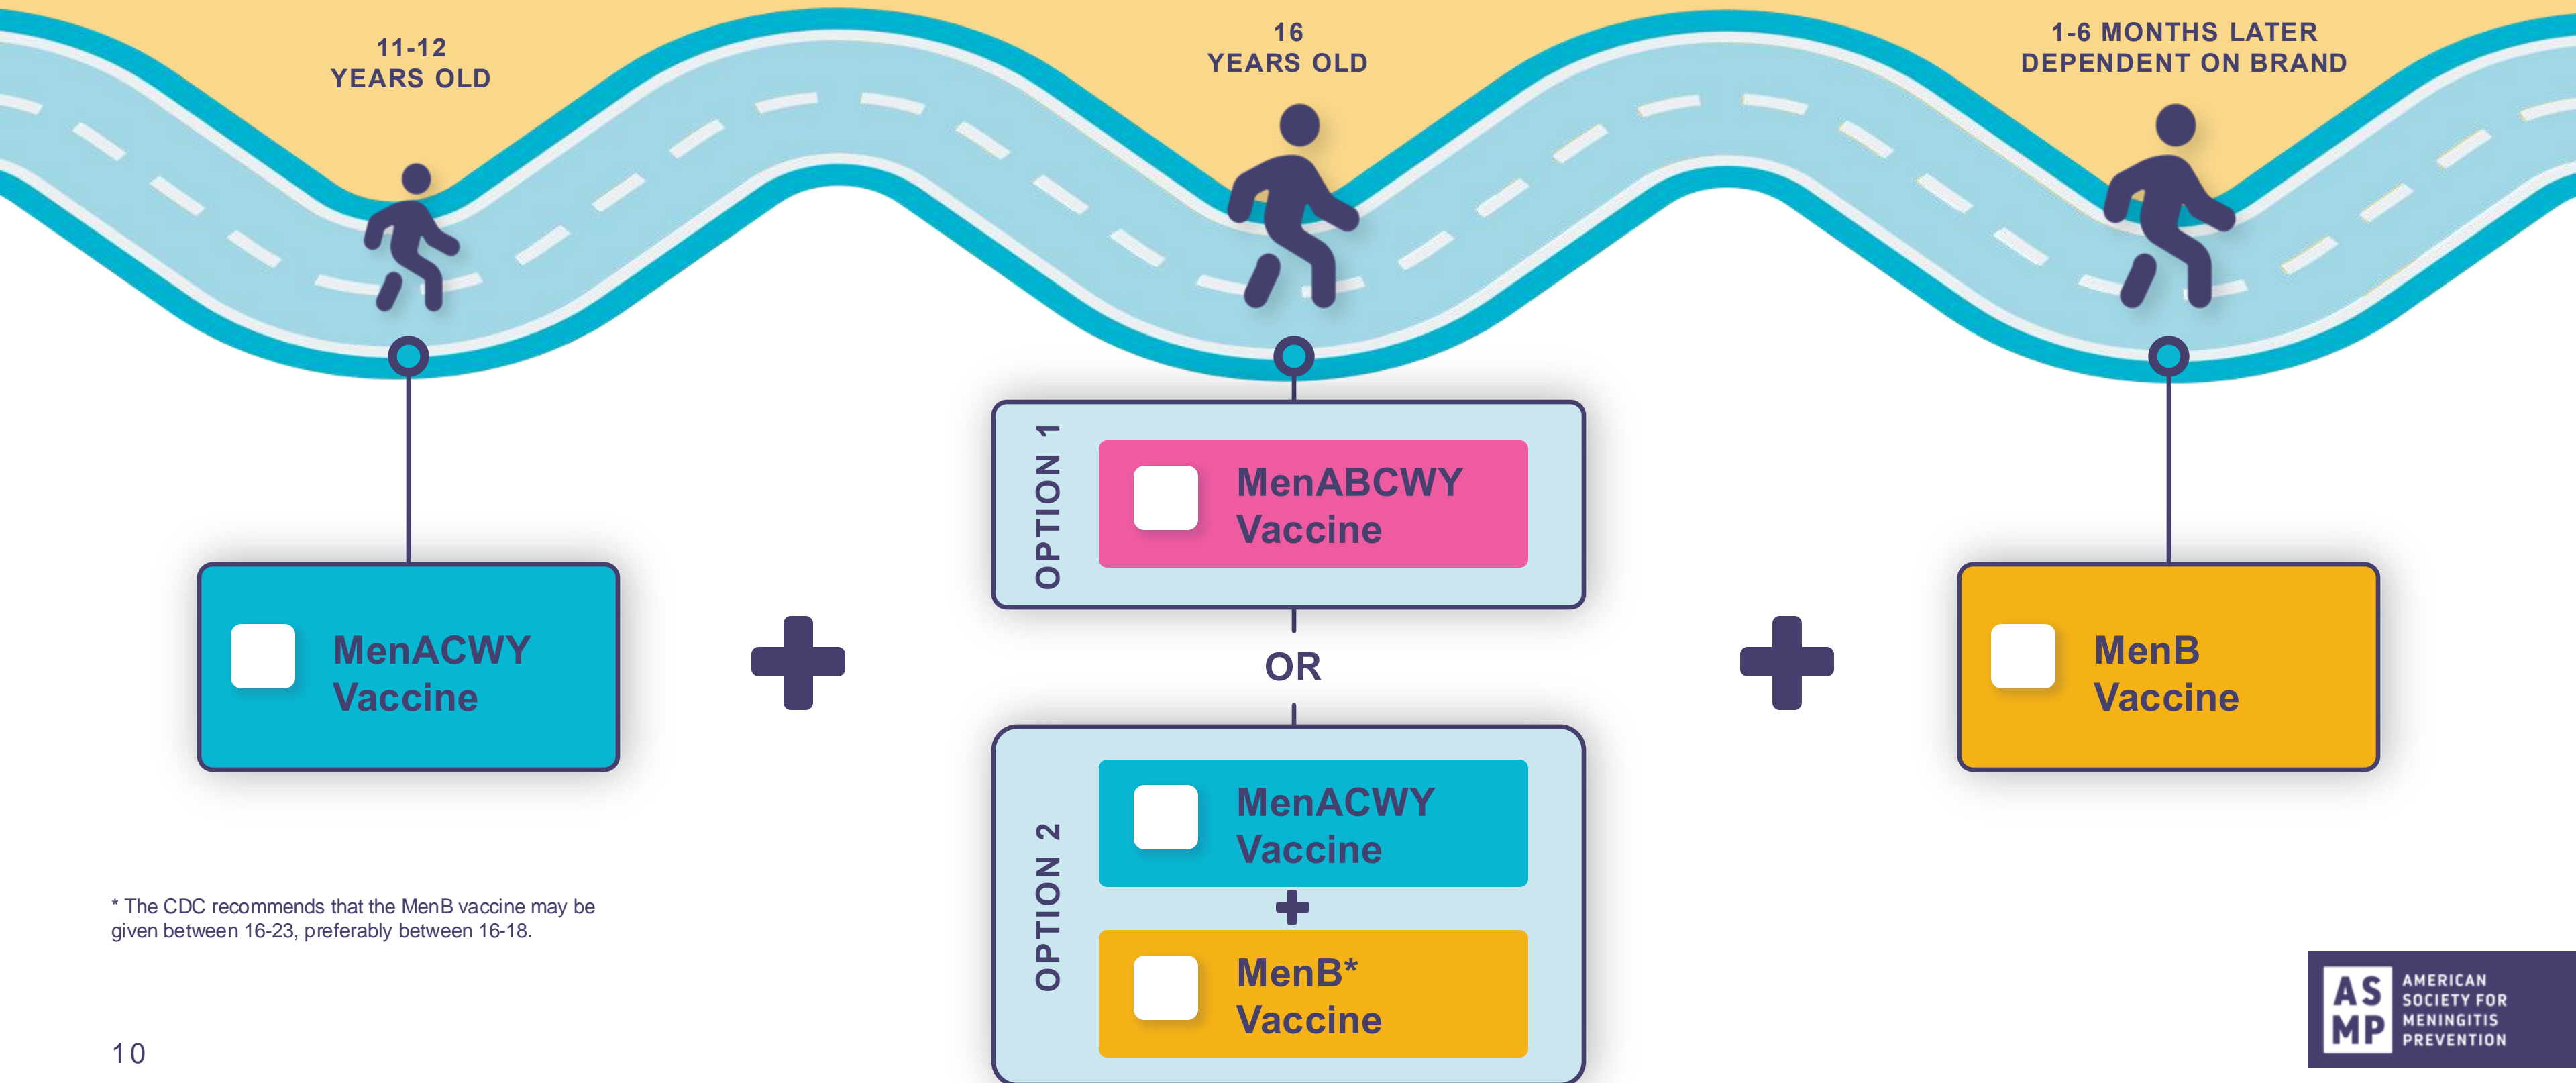 11-12
YEARS OLD
16
YEARS OLD
1-6 MONTHS LATER
DEPENDENT ON BRAND
MenACWY
Vaccine
OPTION 1
MenABCWY
Vaccine
OR
OPTION 2
MenACWY
Vaccine
MenB*
Vaccine
MenB
Vaccine
* The CDC recommends that the MenB vaccine may be
given between 16-23, preferably between 16-18.
10
AS
MP
AMERICAN
SOCIETY FOR
MENINGITIS
PREVENTION